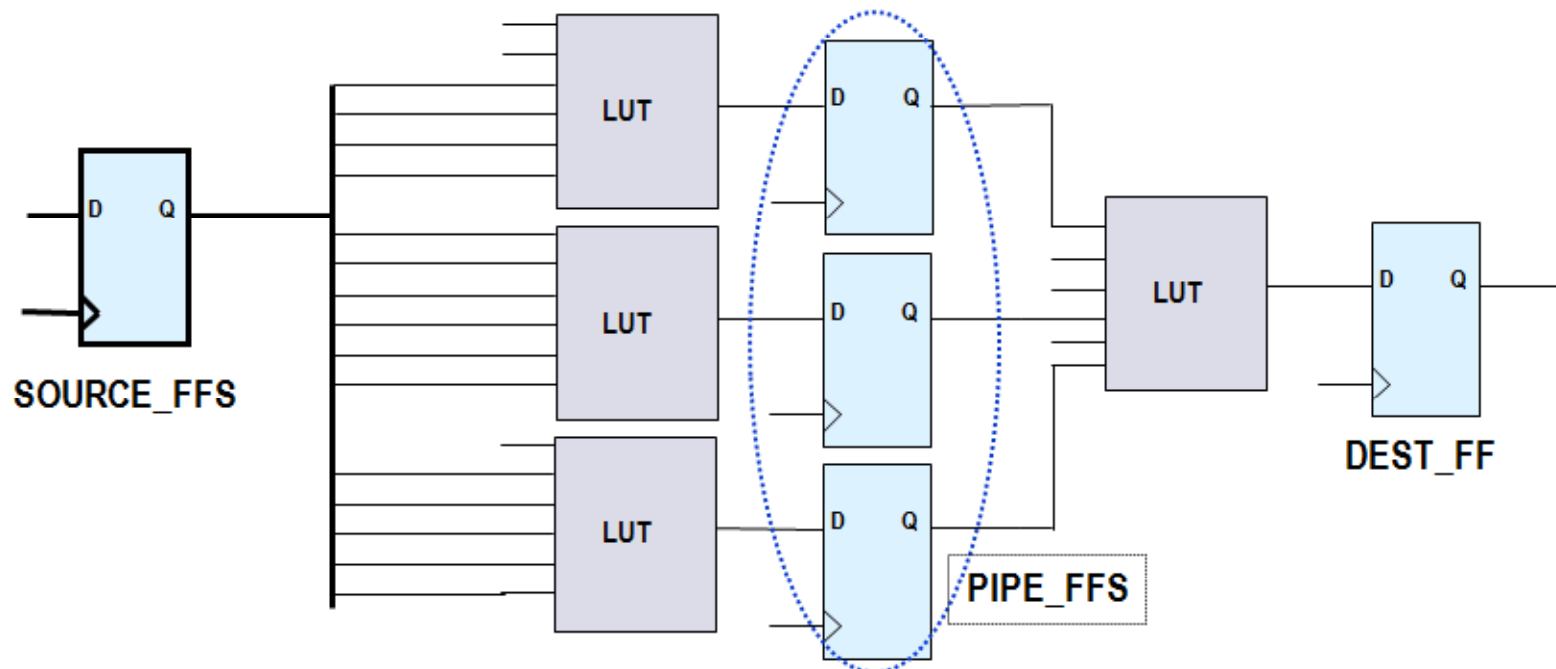 LUT
D Q
D Q
SOURCE_FFS
LUT
D Q
LUT
D Q
DEST_FF
LUT
D Q
PIPE_FFS